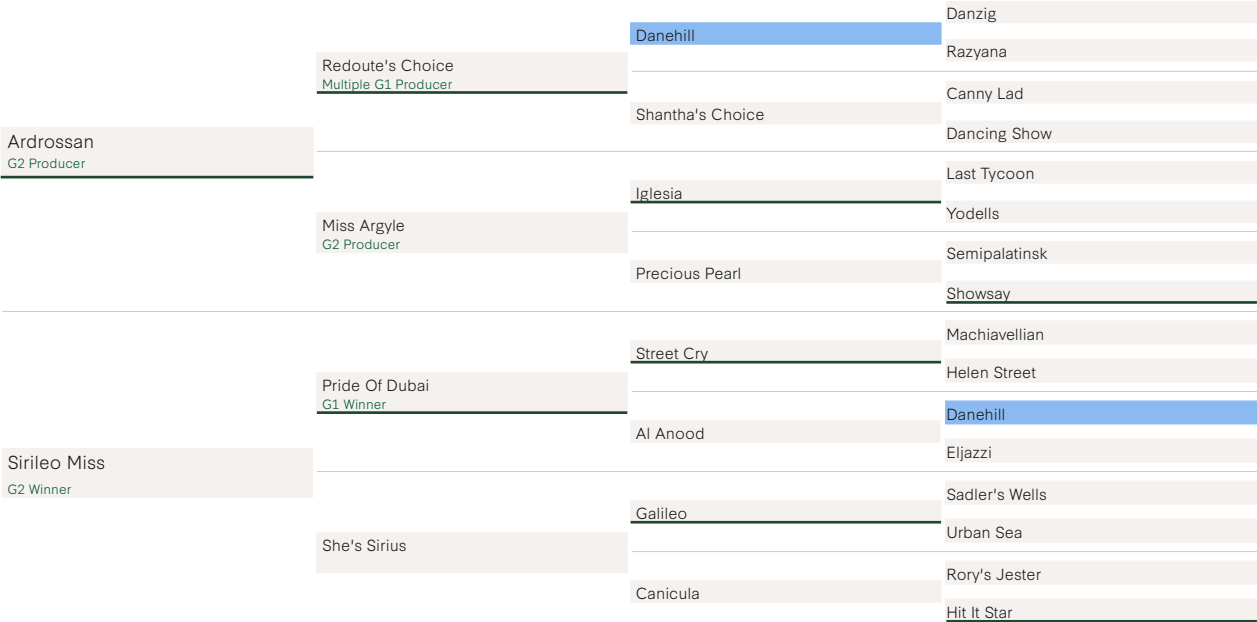 Ardrossan
G2 Producer
Sirileo Miss
G2 Winner
Redoute's Choice
Multiple G1 Producer
Miss Argyle
G2 Producer
Pride Of Dubai
G1 Winner
She's Sirius
Danehill
Shantha's Choice
Iglesia
Precious Pearl
Street Cry
Al Anood
Galileo
Canicula
Danzig
Razyana
Canny Lad
Dancing Show
Last Tycoon
Yodells
Semipalatinsk
Showsay
Machiavellian
Helen Street
Danehill
Eljazzi
Sadler's Wells
Urban Sea
Rory's Jester
Hit It Star